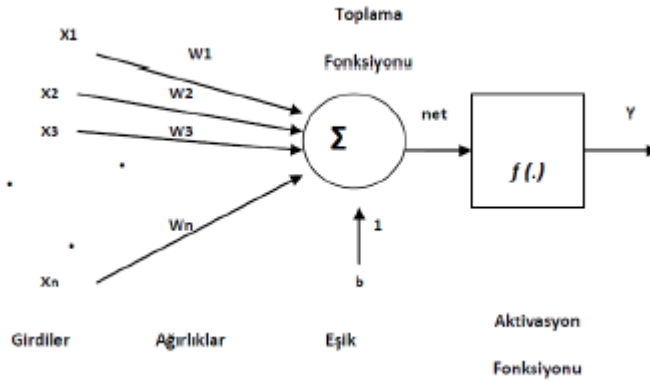 Toplama
Fonksiyonu
X1
W1
X2
W2
X3
W3
Σ
net
f (.)
Y
Wn
1
Xn
b
Girdiler
Ağırlıklar
Eşik
Aktivasyon
Fonksiyonu